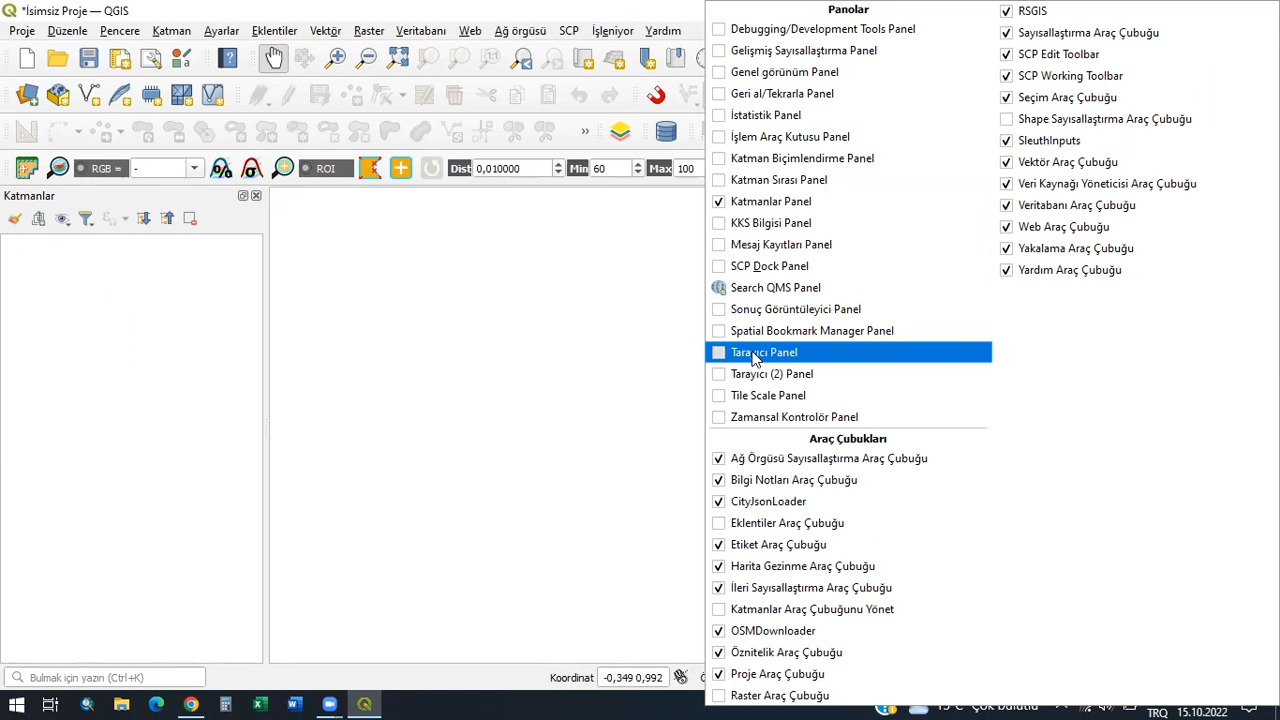 *İsimsiz Proje — QGIS
Proje Düzenle Pencere Katman Ayarlar Eklentiler Vektör Raster Veritabanı Web Ağ örgüsü SCP İşleniyor Yardım
»
RGB = - ROI Dist 0,010000 Min 60 Max 100
Katmanlar
Bulmak için yazın (Ctrl+K)
Koordinat -0,349 0,992
Panolar
Debugging/Development Tools Panel
Gelişmiş Sayısallaştırma Panel
Genel görünüm Panel
Geri al/Tekrarla Panel
İstatistik Panel
İşlem Araç Kutusu Panel
Katman Biçimlendirme Panel
Katman Sırası Panel
Katmanlar Panel
KKS Bilgisi Panel
Mesaj Kayıtları Panel
SCP Dock Panel
Search QMS Panel
Sonuç Görüntüleyici Panel
Spatial Bookmark Manager Panel
Tarayıcı Panel
Tarayıcı (2) Panel
Tile Scale Panel
Zamansal Kontrolör Panel
Araç Çubukları
Ağ Örgüsü Sayısallaştırma Araç Çubuğu
Bilgi Notları Araç Çubuğu
CityJsonLoader
Eklentiler Araç Çubuğu
Etiket Araç Çubuğu
Harita Gezinme Araç Çubuğu
İleri Sayısallaştırma Araç Çubuğu
Katmanlar Araç Çubuğunu Yönet
OSMDownloader
Öznitelik Araç Çubuğu
Proje Araç Çubuğu
Raster Araç Çubuğu
RSGIS
Sayısallaştırma Araç Çubuğu
SCP Edit Toolbar
SCP Working Toolbar
Seçim Araç Çubuğu
Shape Sayısallaştırma Araç Çubuğu
SleuthInputs
Vektör Araç Çubuğu
Veri Kaynağı Yöneticisi Araç Çubuğu
Veritabanı Araç Çubuğu
Web Araç Çubuğu
Yakalama Araç Çubuğu
Yardım Araç Çubuğu
15°C Çok bulutlu
TRQ 15.10.2022